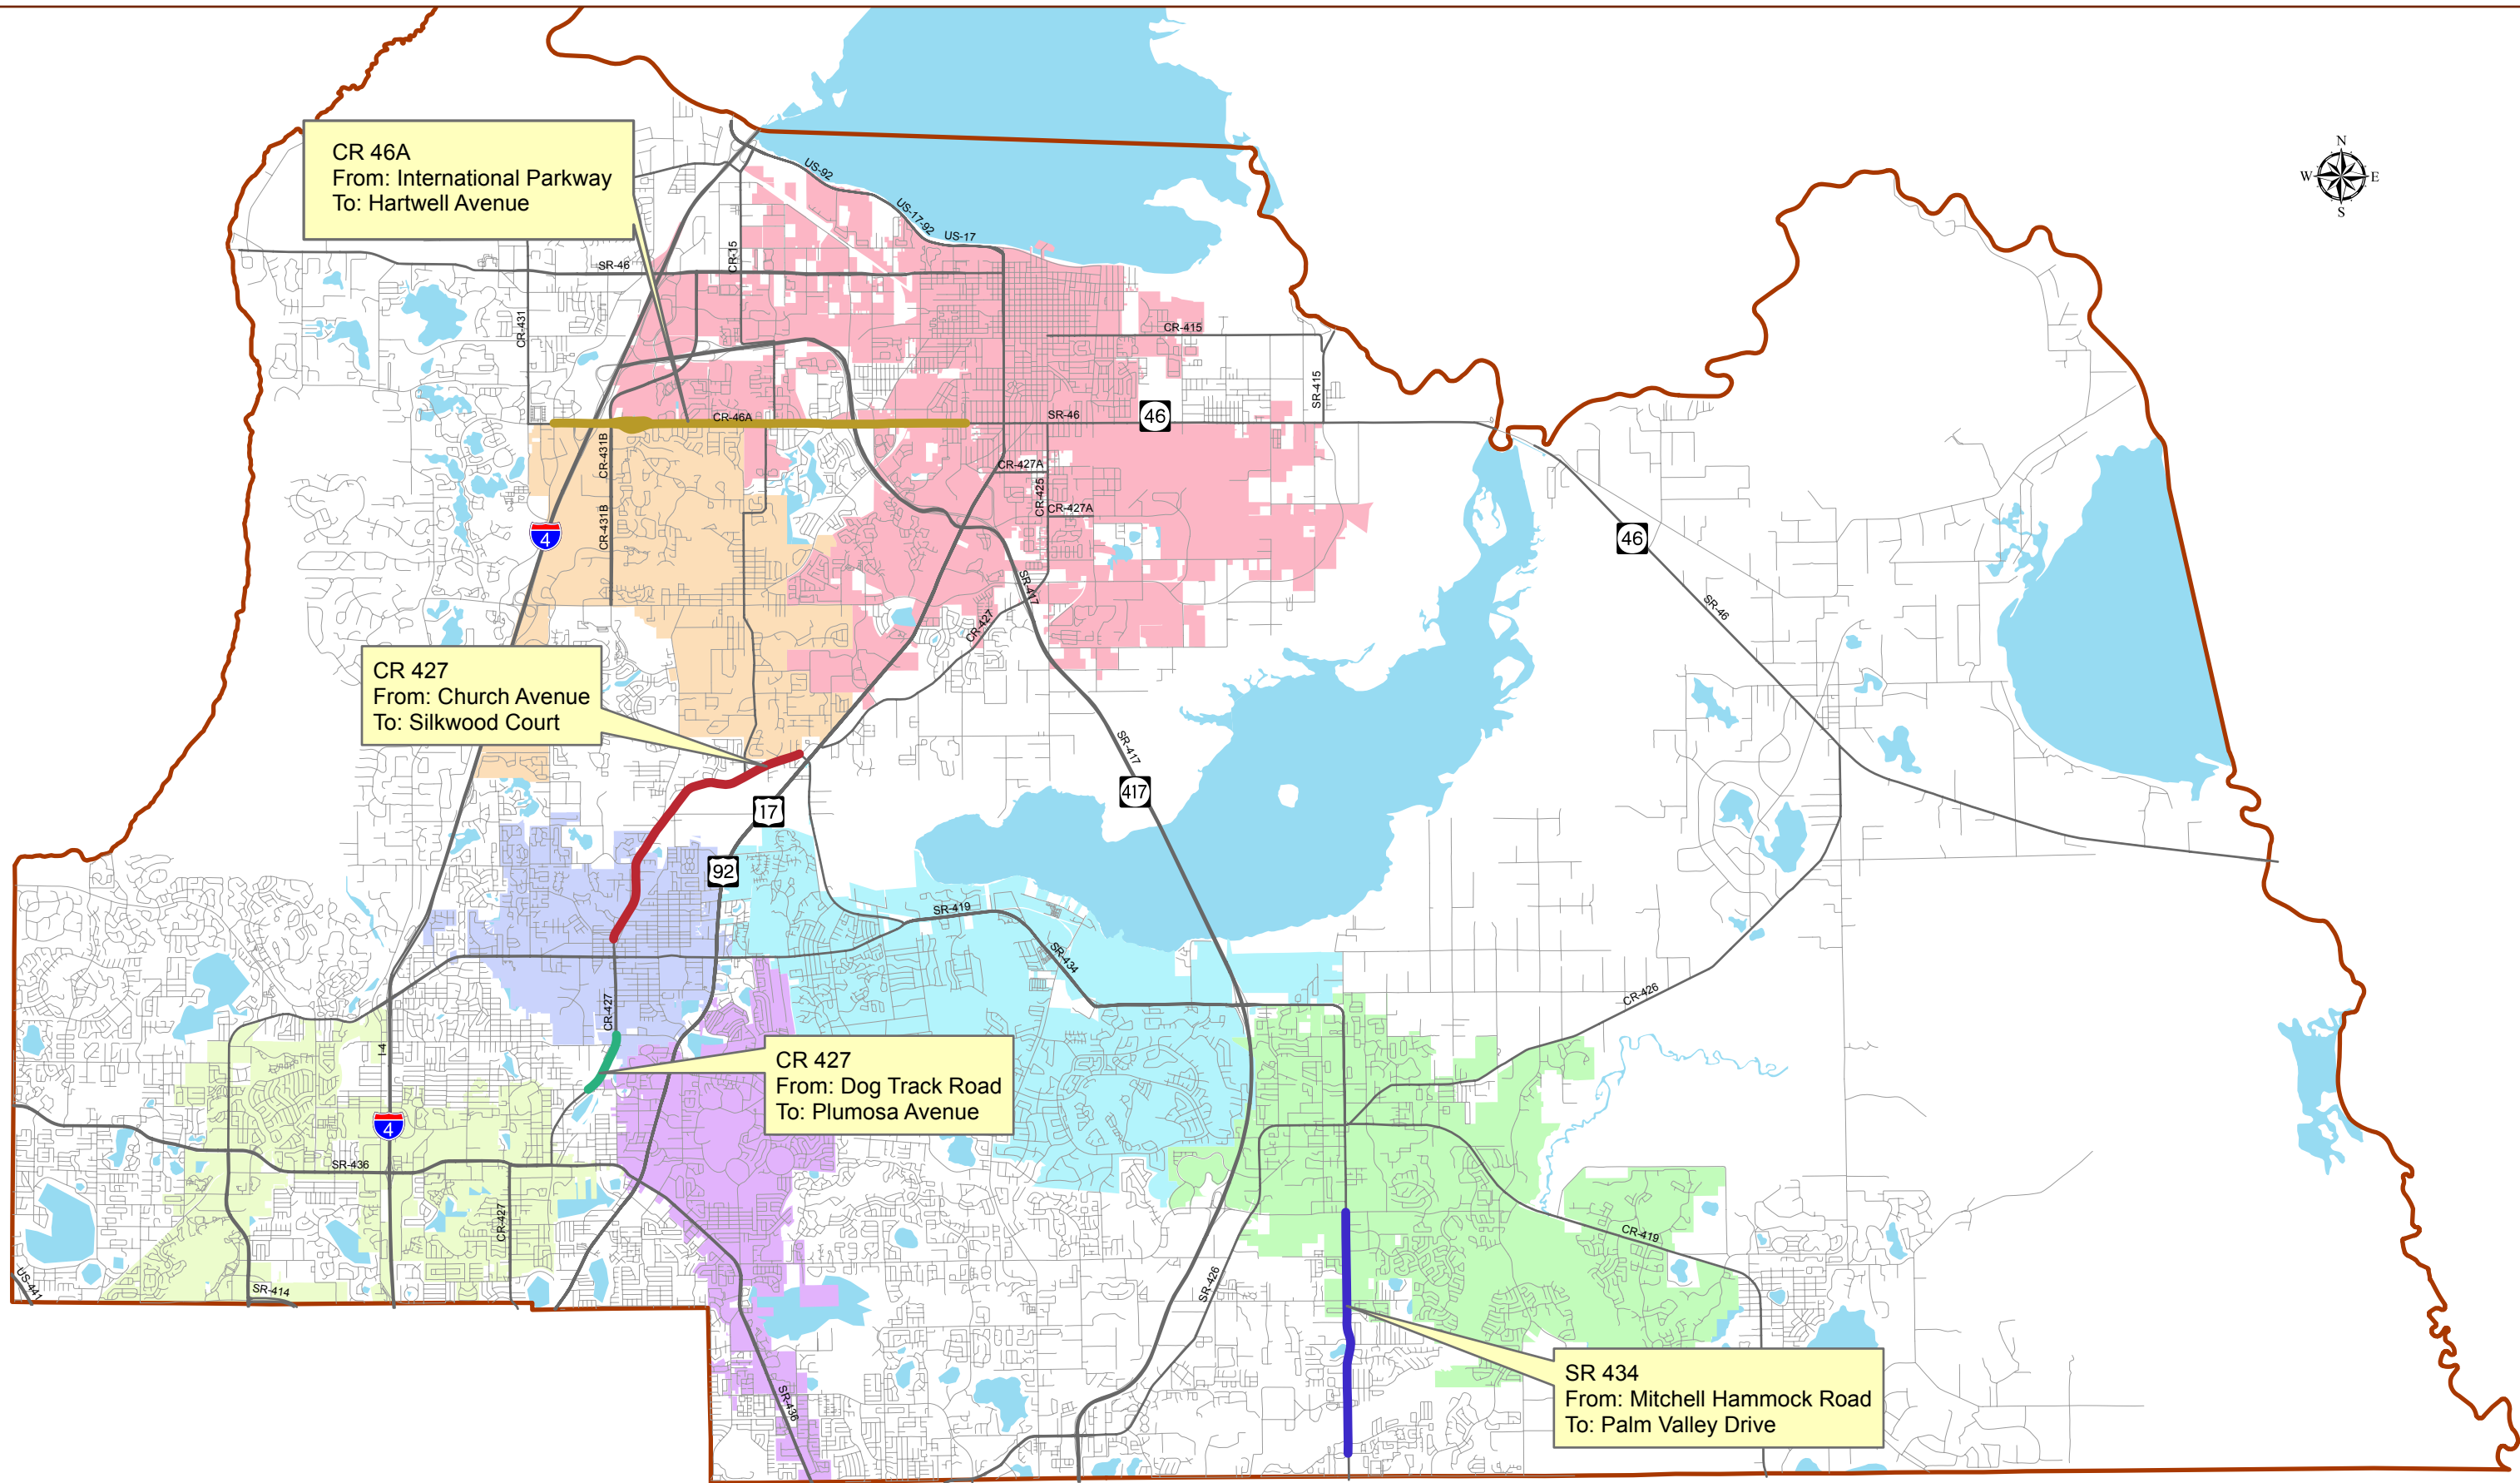 N
W
E
S
CR 46A
From: International Parkway
To: Hartwell Avenue
US-92
US-17-92
US-17
CR-15
SR-46
CR-431
CR-415
SR-415
CR-46A
SR-46
46
CR-431B
CR-427A
CR-425
CR-427A
4
CR-431B
46
SR-417
SR-46
CR-427
CR 427
From: Church Avenue
To: Silkwood Court
SR-417
417
17
92
SR-419
SR-434
CR-426
CR-427
I-4
CR 427
From: Dog Track Road
To: Plumosa Avenue
4
SR-436
CR-427
CR-419
US-441
SR-414
SR-426
SR 434
From: Mitchell Hammock Road
To: Palm Valley Drive
SR-436